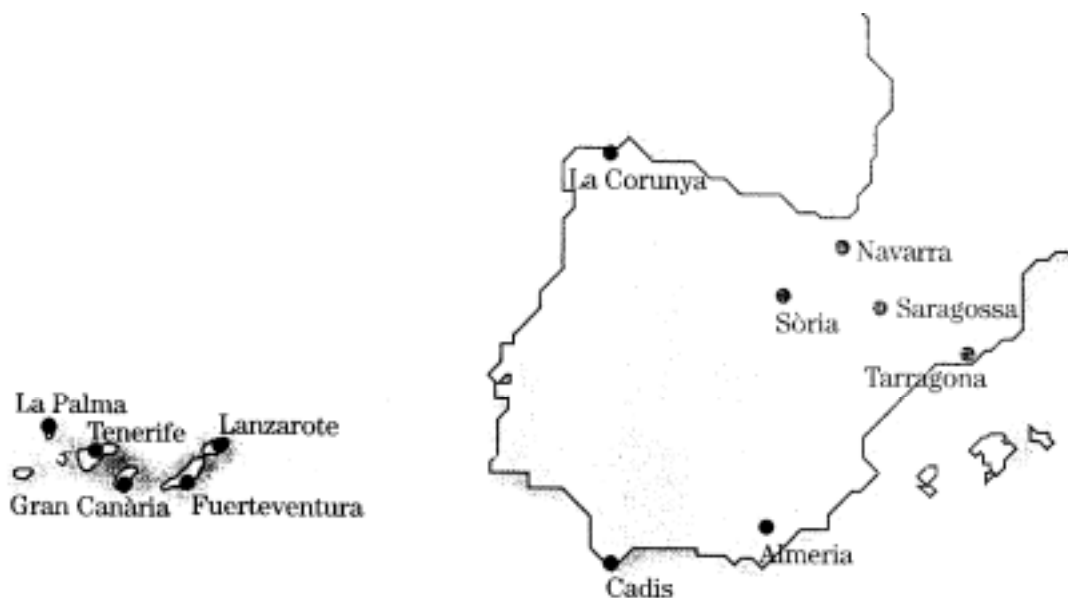 La Corunya
Navarra
Sòria
Saragossa
Tarragona
La Palma
Tenerife
Lanzarote
Gran Canària
Fuerteventura
Almeria
Cadis